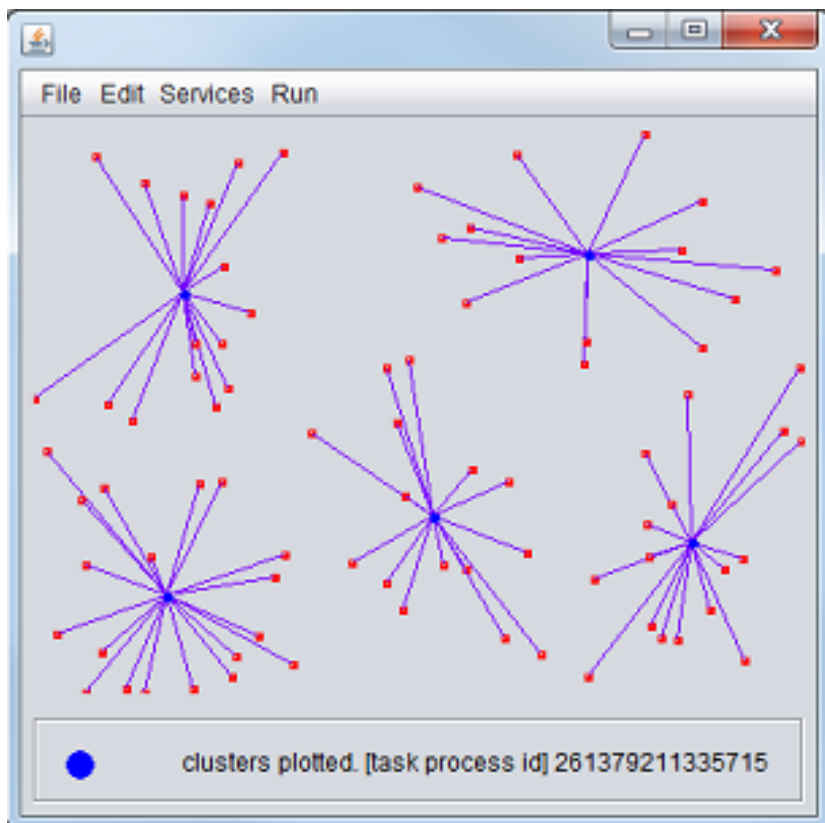 File Edit Services Run
clusters plotted. [task process id] 261379211335715